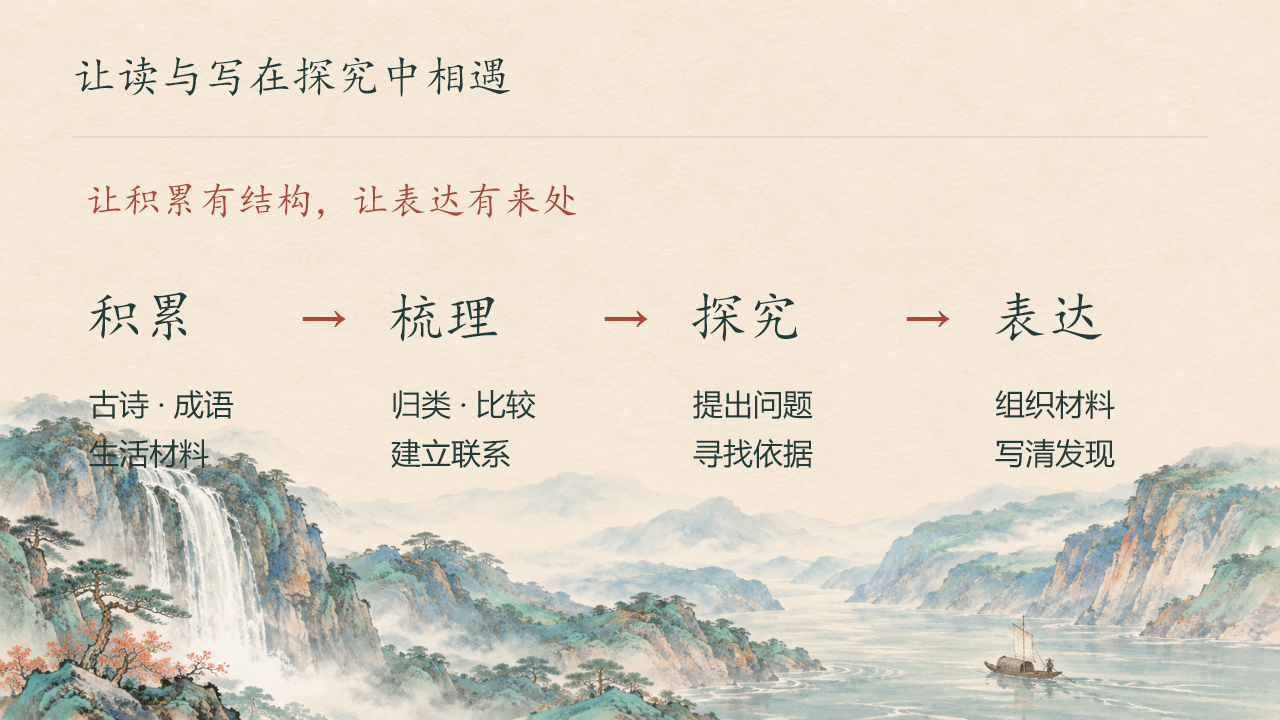 让读与写在探究中相遇
让积累有结构，让表达有来处
积累 → 梳理 → 探究 → 表达
古诗·成语 归类·比较 提出问题 组织材料
生活材料 建立联系 寻找依据 写清发现